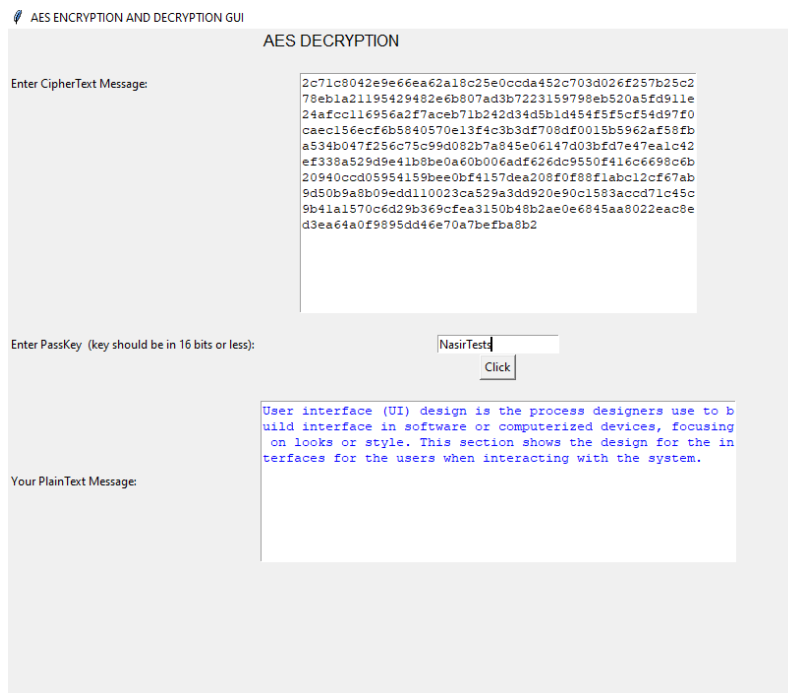 AES ENCRYPTION AND DECRYPTION GUI
AES DECRYPTION
Enter CipherText Message:
2c71c8042e9e66ea62a18c25e0ccda452c703d026f257b25c2
78eb1a21195429482e6b807ad3b7223159798eb520a5fd911e
24afcc116956a2f7aceb71b242d34d5b1d454f5f5cf54d97f0
caec156ecf6b5840570e13f4c3b3df708df0015b5962af58fb
a534b047f256c75c99d082b7a845e06147d03bfd7e47ea1c42
ef338a529d9e41b8be0a60b006adf626dc9550f416c6698c6b
20940ccd05954159bee0bf4157dea208f0f88f1abc12cf67ab
9d50b9a8b09edd110023ca529a3dd920e90c1583accd71c45c
9b41a1570c6d29b369cfea3150b48b2ae0e6845aa8022eac8e
d3ea64a0f9895dd46e70a7befba8b2
Enter PassKey (key should be in 16 bits or less):
NasirTests
Click
User interface (UI) design is the process designers use to b
uild interface in software or computerized devices, focusing
on looks or style. This section shows the design for the in
terfaces for the users when interacting with the system.
Your PlainText Message: